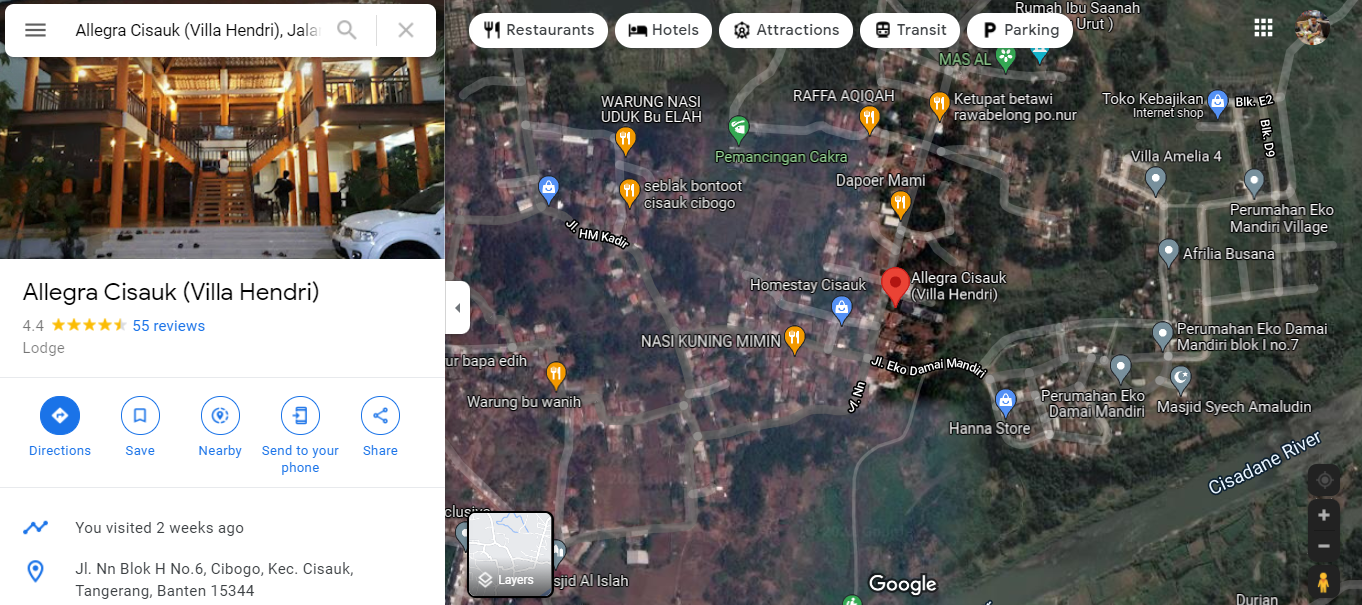 Allegra Cisauk (Villa Hendri), Jala
Restaurants
Hotels
Attractions
Transit
Parking
Allegra Cisauk (Villa Hendri)
4.4
55 reviews
Lodge
Directions
Save
Nearby
Send to your
phone
Share
You visited 2 weeks ago
Jl. Nn Blok H No.6, Cibogo, Kec. Cisauk,
Tangerang, Banten 15344
Rumah Ibu Saanah
Urut )
MAS AL
WARUNG NASI
UDUK Bu ELAH
RAFFA AQIQAH
Ketupat betawi
rawabelong po.nur
Toko Kebajikan
Internet shop
Blk. E2
Blk. D9
Pemancingan Cakra
Villa Amelia 4
seblak bontoot
cisauk cibogo
Dapoer Mami
Perumahan Eko
Mandiri Village
Jl. HM Kadir
Afrilia Busana
Homestay Cisauk
Allegra Cisauk
(Villa Hendri)
NASI KUNING MIMIN
Perumahan Eko Damai
Mandiri blok I no.7
ur bapa edih
Jl. Eko Damai Mandiri
Jl. Nn
Warung bu wanih
Perumahan Eko
Damai Mandiri
Masjid Syech Amaludin
Hanna Store
Cisadane River
clusive
Layers
sjid Al Islah
Google
Durian